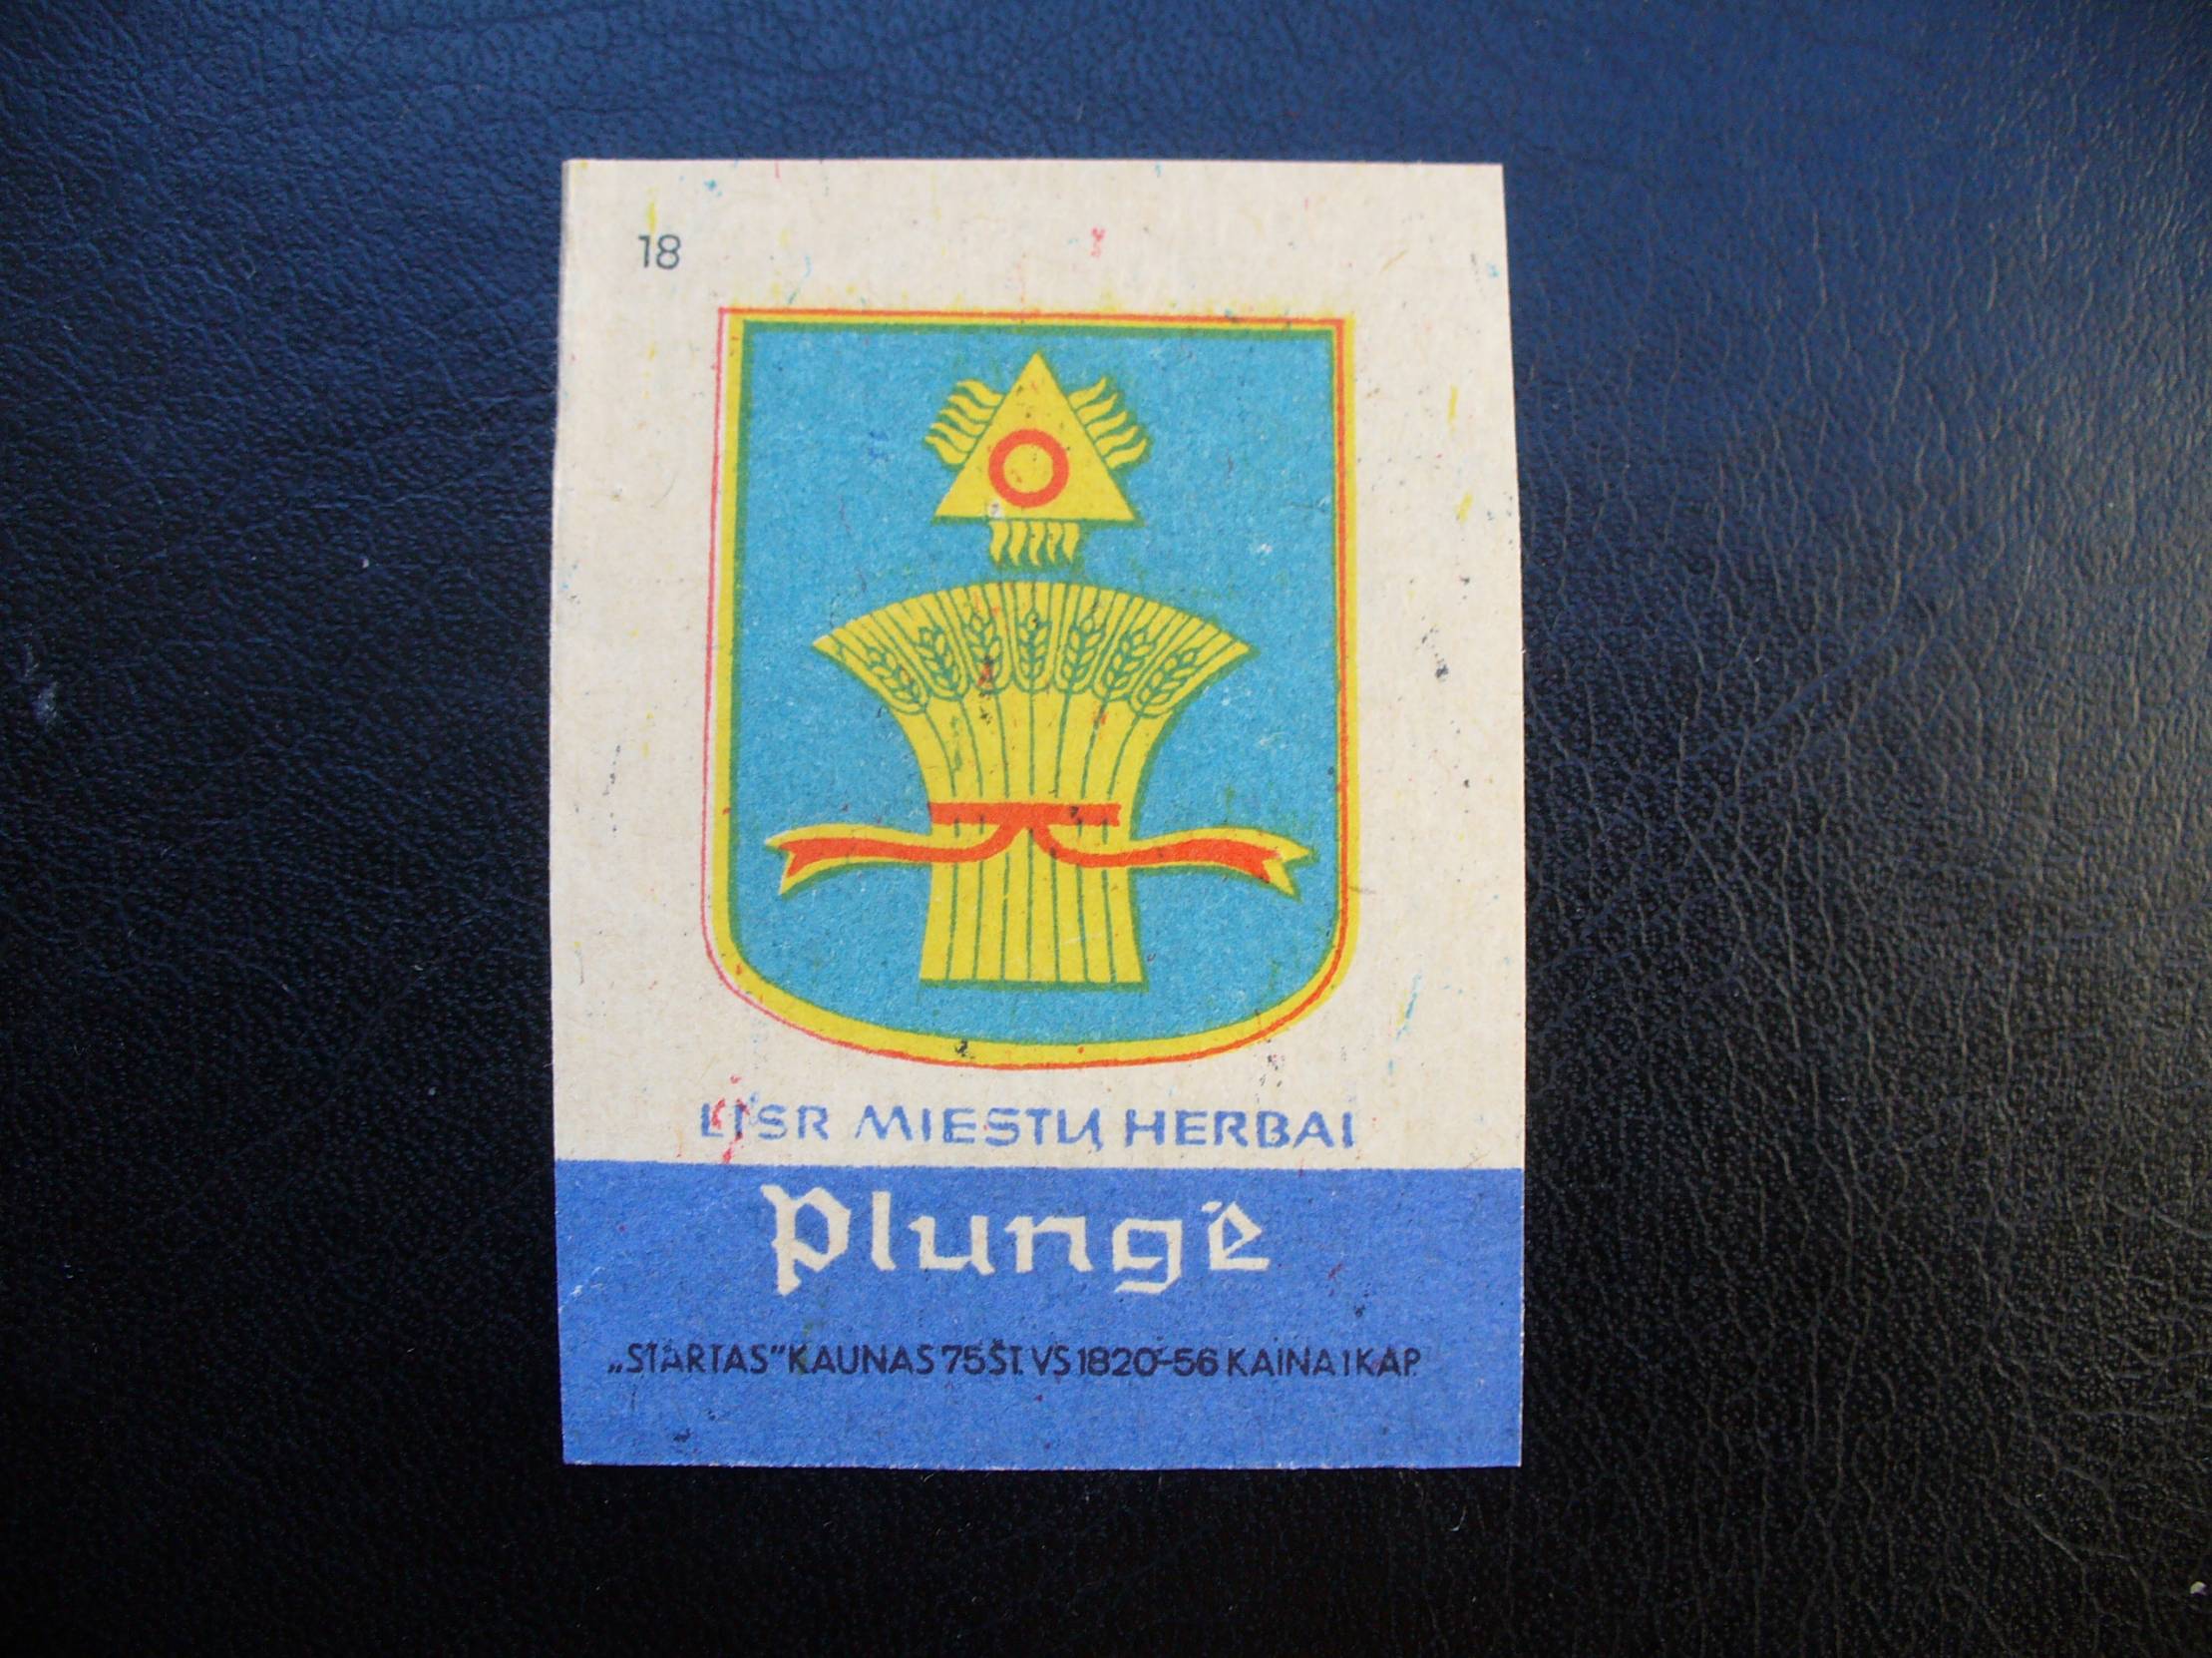 18
LTSR MIESTŲ HERBAI
Plungė
„STARTAS" KAUNAS 75 ŠT. VS 1820-56 KAINA 1 KAP.